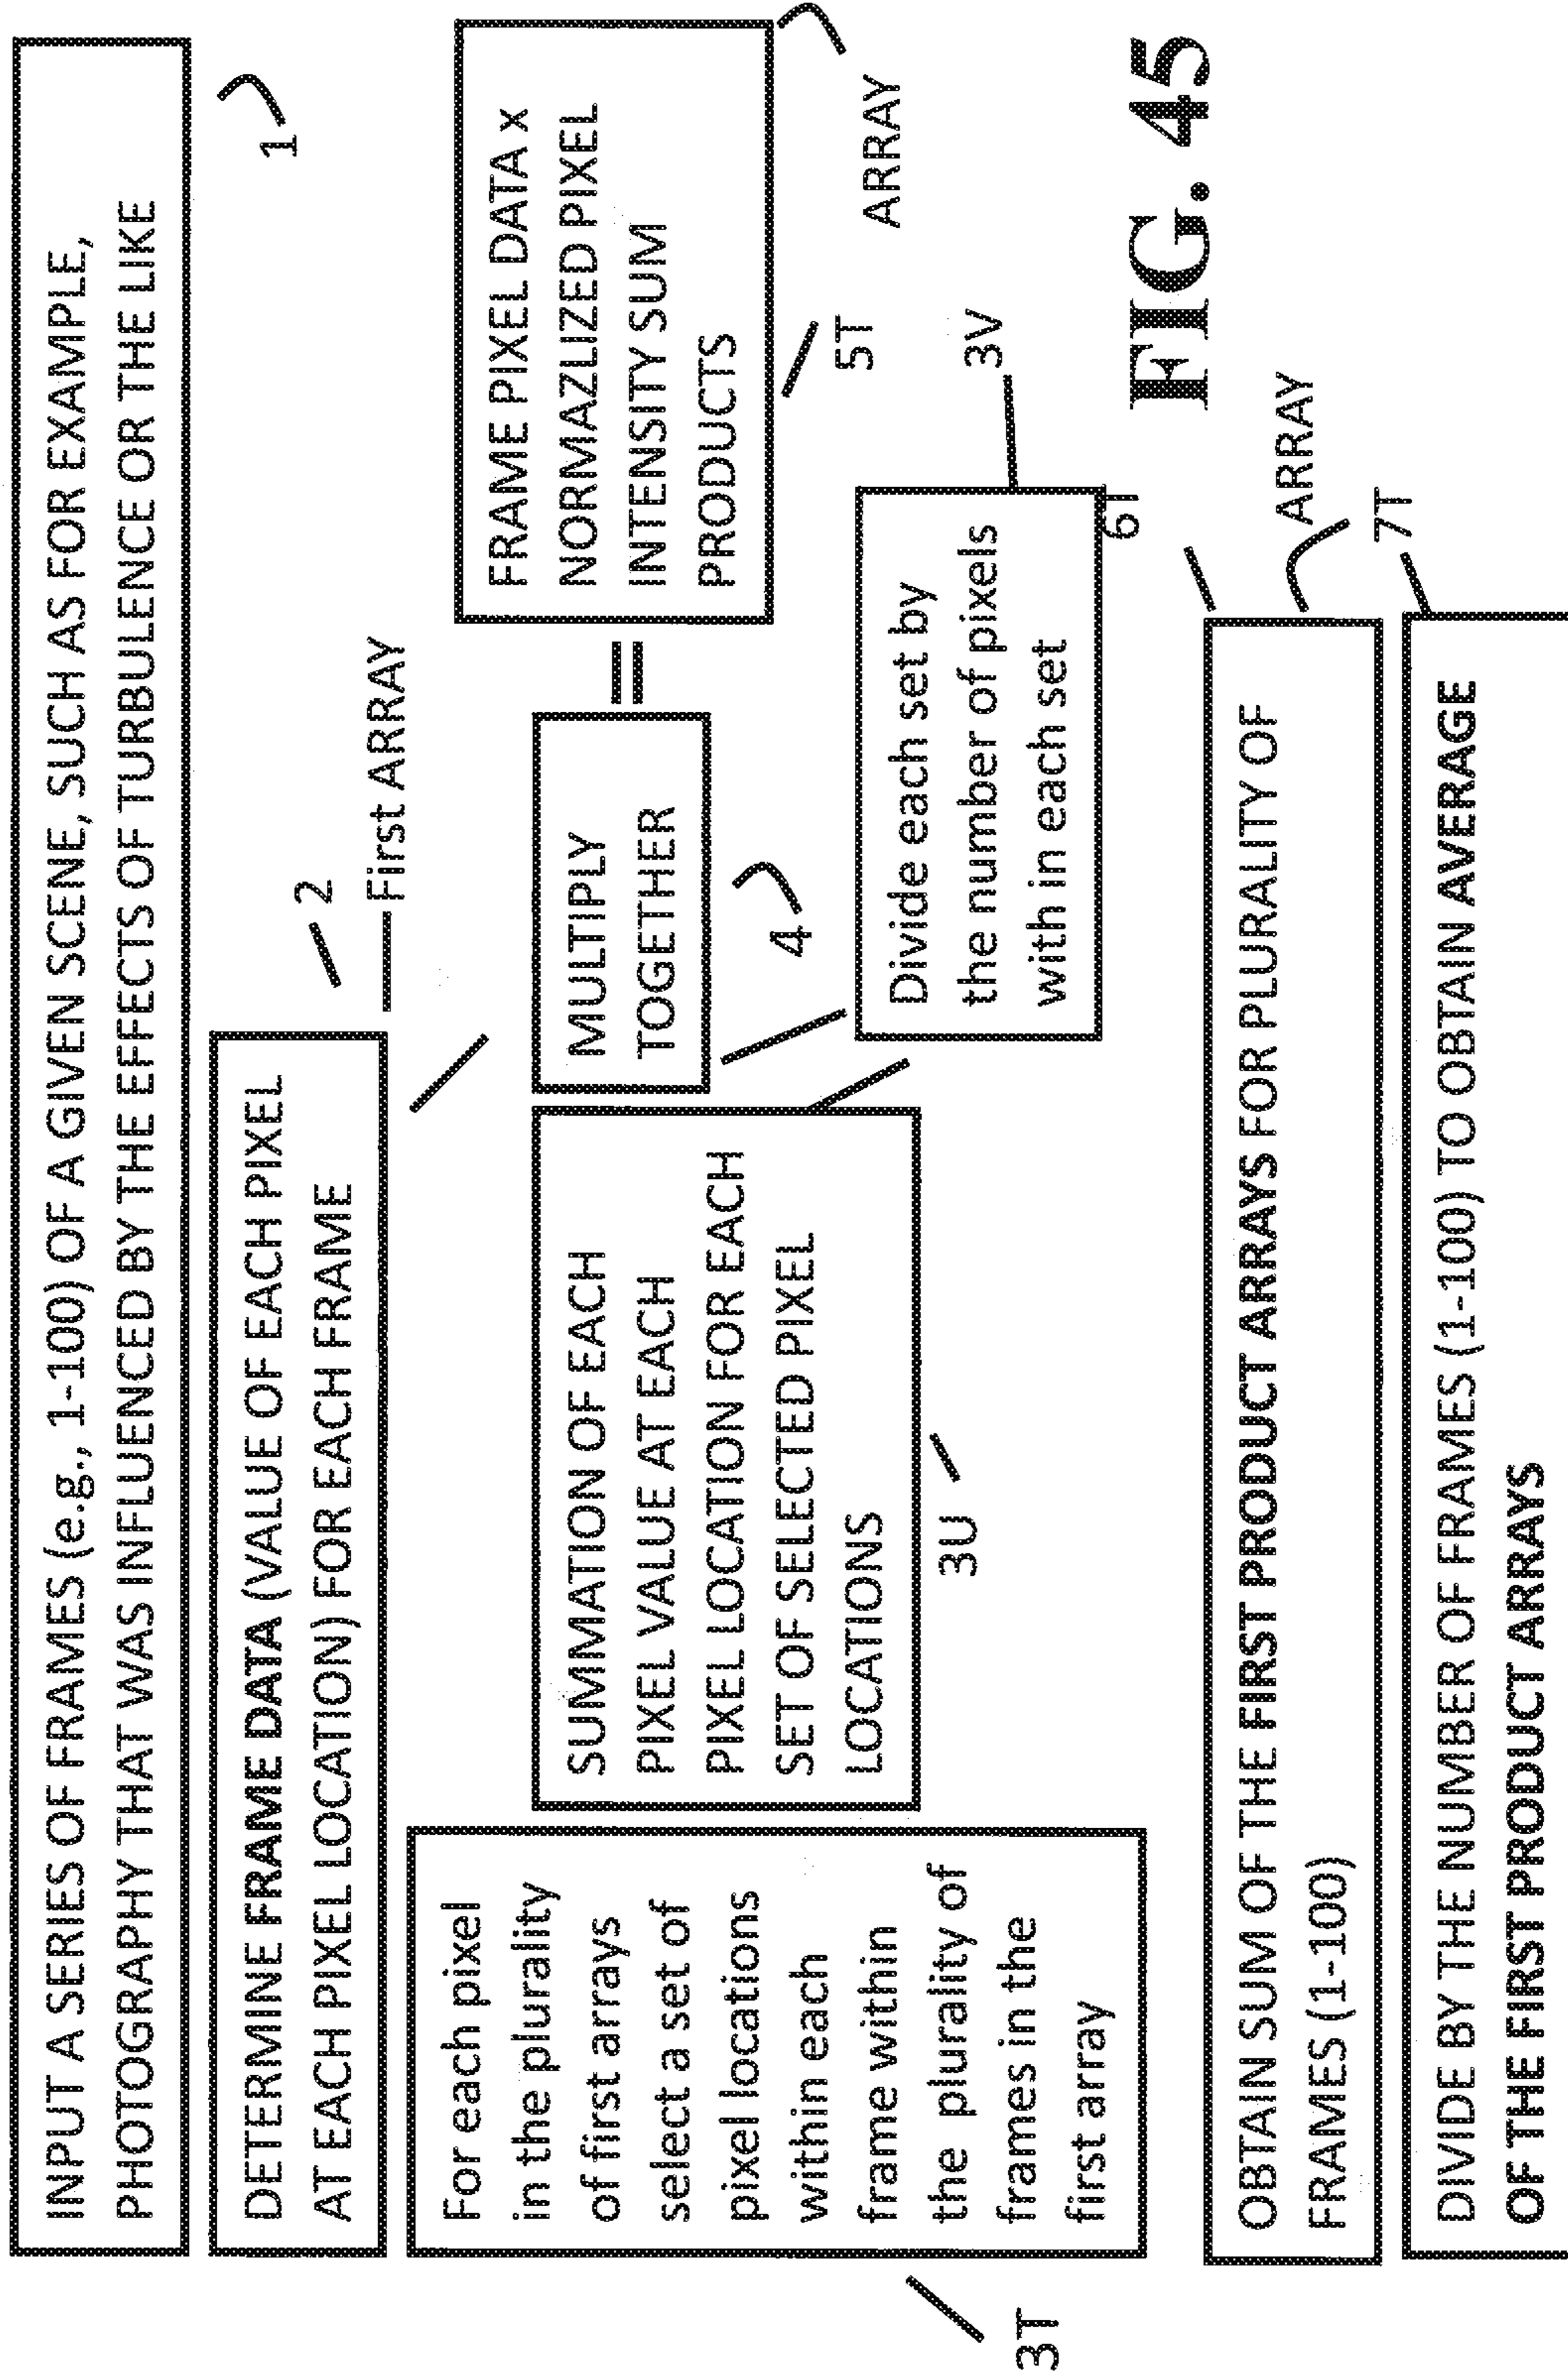 INPUT A SERIES OF FRAMES (e.g., 1-100) OF A GIVEN SCENE, SUCH AS FOR EXAMPLE,
PHOTOGRAPHY THAT WAS INFLUENCED BY THE EFFECTS OF TURBULENCE OR THE LIKE
1
DETERMINE FRAME DATA (VALUE OF EACH PIXEL
AT EACH PIXEL LOCATION) FOR EACH FRAME
2
First ARRAY
For each pixel
in the plurality
of first arrays
select a set of
pixel locations
within each
frame within
the plurality of
frames in the
first array
3T
SUMMATION OF EACH
PIXEL VALUE AT EACH
PIXEL LOCATION FOR EACH
SET OF SELECTED PIXEL
LOCATIONS
3U
MULTIPLY
TOGETHER
4
=
FRAME PIXEL DATA x
NORMAZLIZED PIXEL
INTENSITY SUM
PRODUCTS
5T
ARRAY
Divide each set by
the number of pixels
with in each set
3V
OBTAIN SUM OF THE FIRST PRODUCT ARRAYS FOR PLURALITY OF
FRAMES (1-100)
6T
ARRAY
DIVIDE BY THE NUMBER OF FRAMES (1-100) TO OBTAIN AVERAGE
OF THE FIRST PRODUCT ARRAYS
7T
FIG. 45